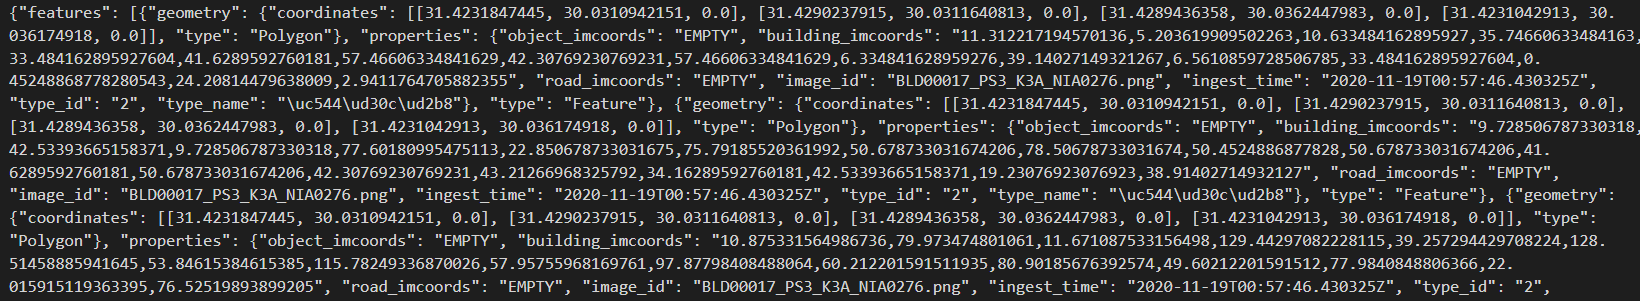 {"features": [{"geometry": {"coordinates": [[31.4231847445, 30.0310942151, 0.0], [31.4290237915, 30.0311640813, 0.0], [31.4289436358, 30.0362447983, 0.0], [31.4231042913, 30.
036174918, 0.0]], "type": "Polygon"}, "properties": {"object_imcoords": "EMPTY", "building_imcoords": "11.312217194570136,5.203619909502263,10.633484162895927,35.74660633484163,
33.484162895927604,41.6289592760181,57.46606334841629,42.30769230769231,57.46606334841629,6.334841628959276,39.14027149321267,6.5610859728506785,33.484162895927604,0.
45248868778280543,24.20814479638009,2.9411764705882355", "road_imcoords": "EMPTY", "image_id": "BLD00017_PS3_K3A_NIA0276.png", "ingest_time": "2020-11-19T00:57:46.430325Z",
"type_id": "2", "type_name": "\uc544\ud30c\ud2b8"}, "type": "Feature"}, {"geometry": {"coordinates": [[31.4231847445, 30.0310942151, 0.0], [31.4290237915, 30.0311640813, 0.0],
[31.4289436358, 30.0362447983, 0.0], [31.4231042913, 30.036174918, 0.0]], "type": "Polygon"}, "properties": {"object_imcoords": "EMPTY", "building_imcoords": "9.728506787330318,
42.53393665158371,9.728506787330318,77.60180995475113,22.850678733031675,75.79185520361992,50.678733031674206,78.50678733031674,50.4524886877828,50.678733031674206,41.
6289592760181,50.678733031674206,42.30769230769231,43.21266968325792,34.16289592760181,42.53393665158371,19.23076923076923,38.91402714932127", "road_imcoords": "EMPTY",
"image_id": "BLD00017_PS3_K3A_NIA0276.png", "ingest_time": "2020-11-19T00:57:46.430325Z", "type_id": "2", "type_name": "\uc544\ud30c\ud2b8"}, "type": "Feature"}, {"geometry":
{"coordinates": [[31.4231847445, 30.0310942151, 0.0], [31.4290237915, 30.0311640813, 0.0], [31.4289436358, 30.0362447983, 0.0], [31.4231042913, 30.036174918, 0.0]], "type":
"Polygon"}, "properties": {"object_imcoords": "EMPTY", "building_imcoords": "10.875331564986736,79.973474801061,11.671087533156498,129.44297082228115,39.257294429708224,128.
51458885941645,53.84615384615385,115.78249336870026,57.95755968169761,97.87798408488064,60.212201591511935,80.90185676392574,49.60212201591512,77.9840848806366,22.
015915119363395,76.52519893899205", "road_imcoords": "EMPTY", "image_id": "BLD00017_PS3_K3A_NIA0276.png", "ingest_time": "2020-11-19T00:57:46.430325Z", "type_id": "2",